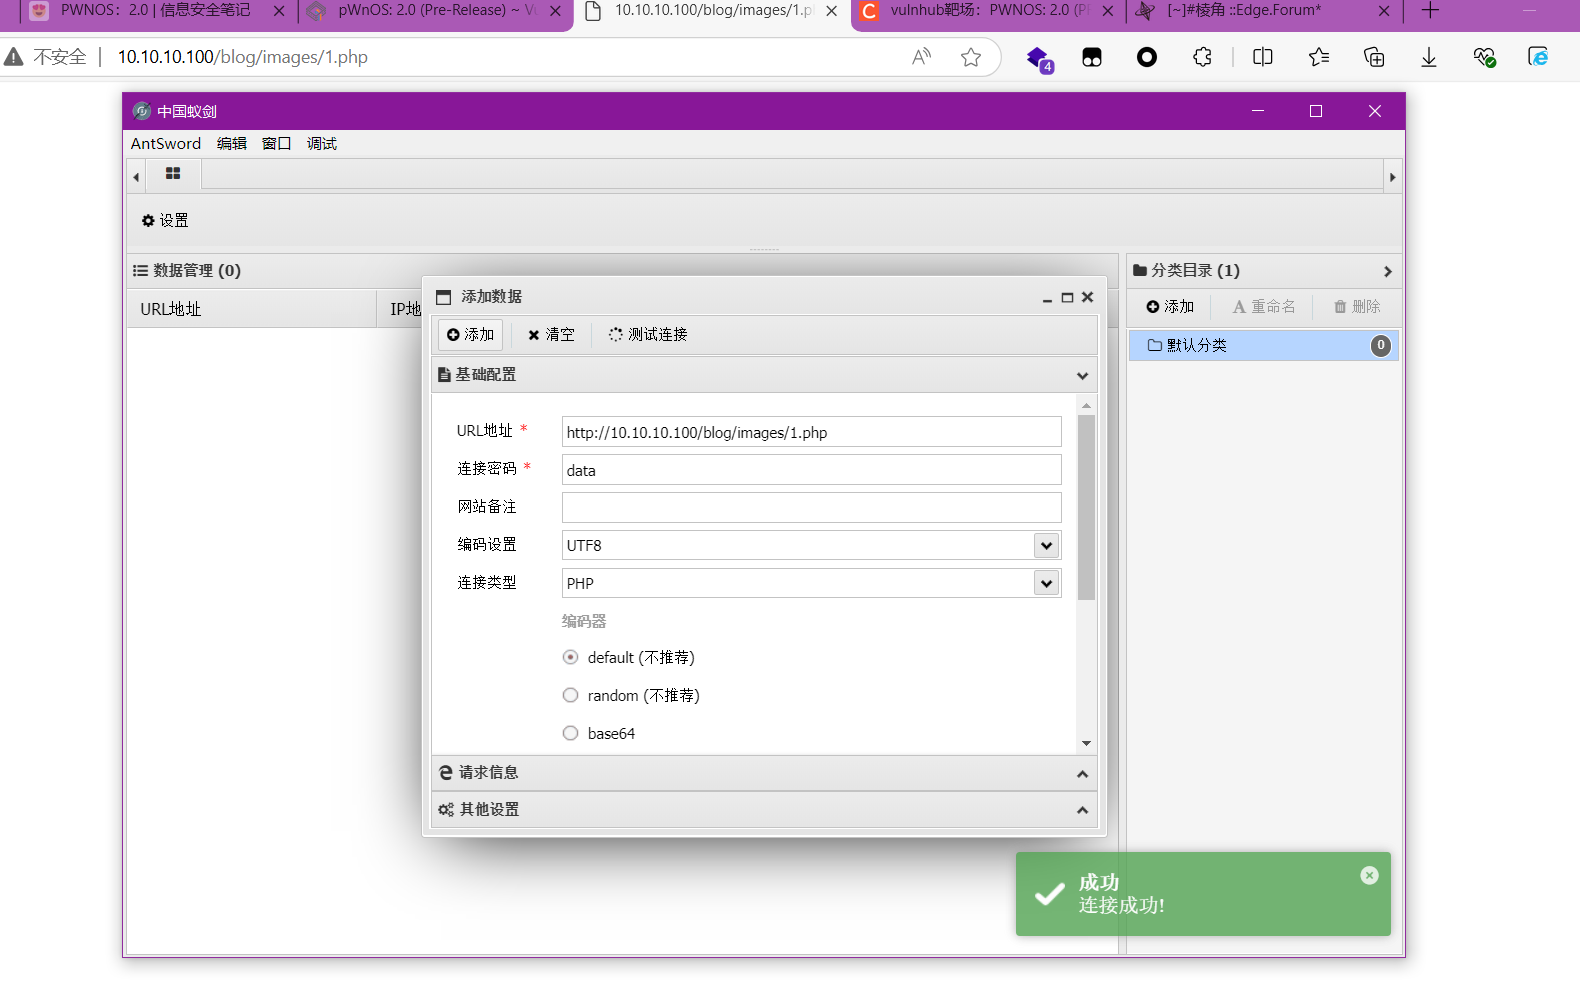 PWNOS：2.0 | 信息安全笔记
pWnOS: 2.0 (Pre-Release) ~ Vu
10.10.10.100/blog/images/1.p
vulnhub靶场：PWNOS: 2.0 (PR
[~]#棱角 ::Edge.Forum*
不安全 | 10.10.10.100/blog/images/1.php
4
中国蚁剑
AntSword 编辑 窗口 调试
设置
数据管理 (0)
URL地址 IP地
分类目录 (1)
添加 重命名 删除
默认分类 0
添加数据
添加 清空 测试连接
基础配置
URL地址 * http://10.10.10.100/blog/images/1.php
连接密码 * data
网站备注
编码设置 UTF8
连接类型 PHP
编码器
default (不推荐)
random (不推荐)
base64
请求信息
其他设置
成功
连接成功!